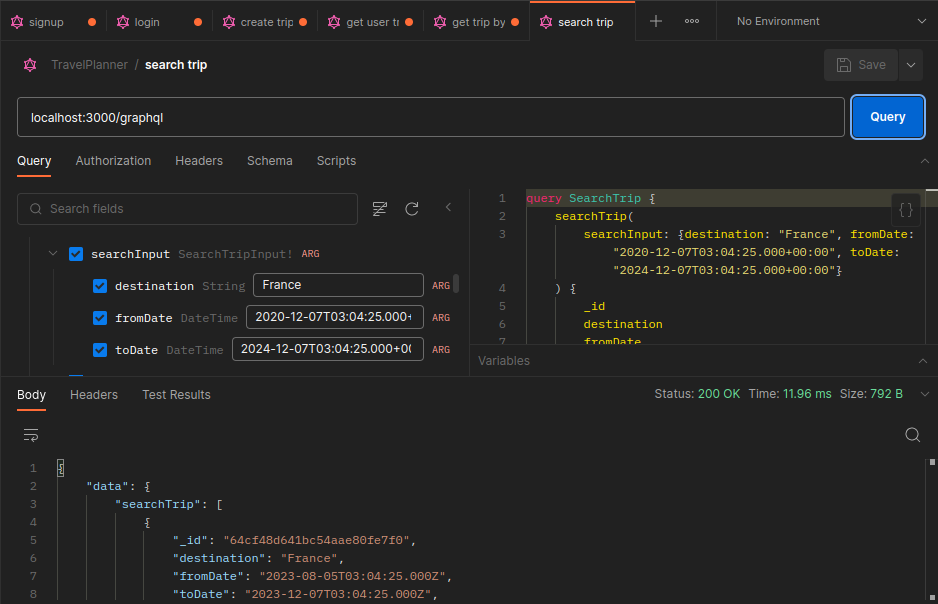 signup login create trip get user tr get trip by search trip No Environment
TravelPlanner / search trip Save
localhost:3000/graphql Query
Query Authorization Headers Schema Scripts
Search fields
searchInput SearchTripInput! ARG
destination String France ARG
fromDate DateTime 2020-12-07T03:04:25.000+ ARG
toDate DateTime 2024-12-07T03:04:25.000+0( ARG
1 query SearchTrip {
2 searchTrip(
3 searchInput: {destination: "France", fromDate:
"2020-12-07T03:04:25.000+00:00", toDate:
"2024-12-07T03:04:25.000+00:00"}
4 ) {
5 _id
6 destination
7 fromDate
{}
Variables
Body Headers Test Results Status: 200 OK Time: 11.96 ms Size: 792 B
1 {
2 "data": {
3 "searchTrip": [
4 {
5 "_id": "64cf48d641bc54aae80fe7f0",
6 "destination": "France",
7 "fromDate": "2023-08-05T03:04:25.000Z",
8 "toDate": "2023-12-07T03:04:25.000Z",